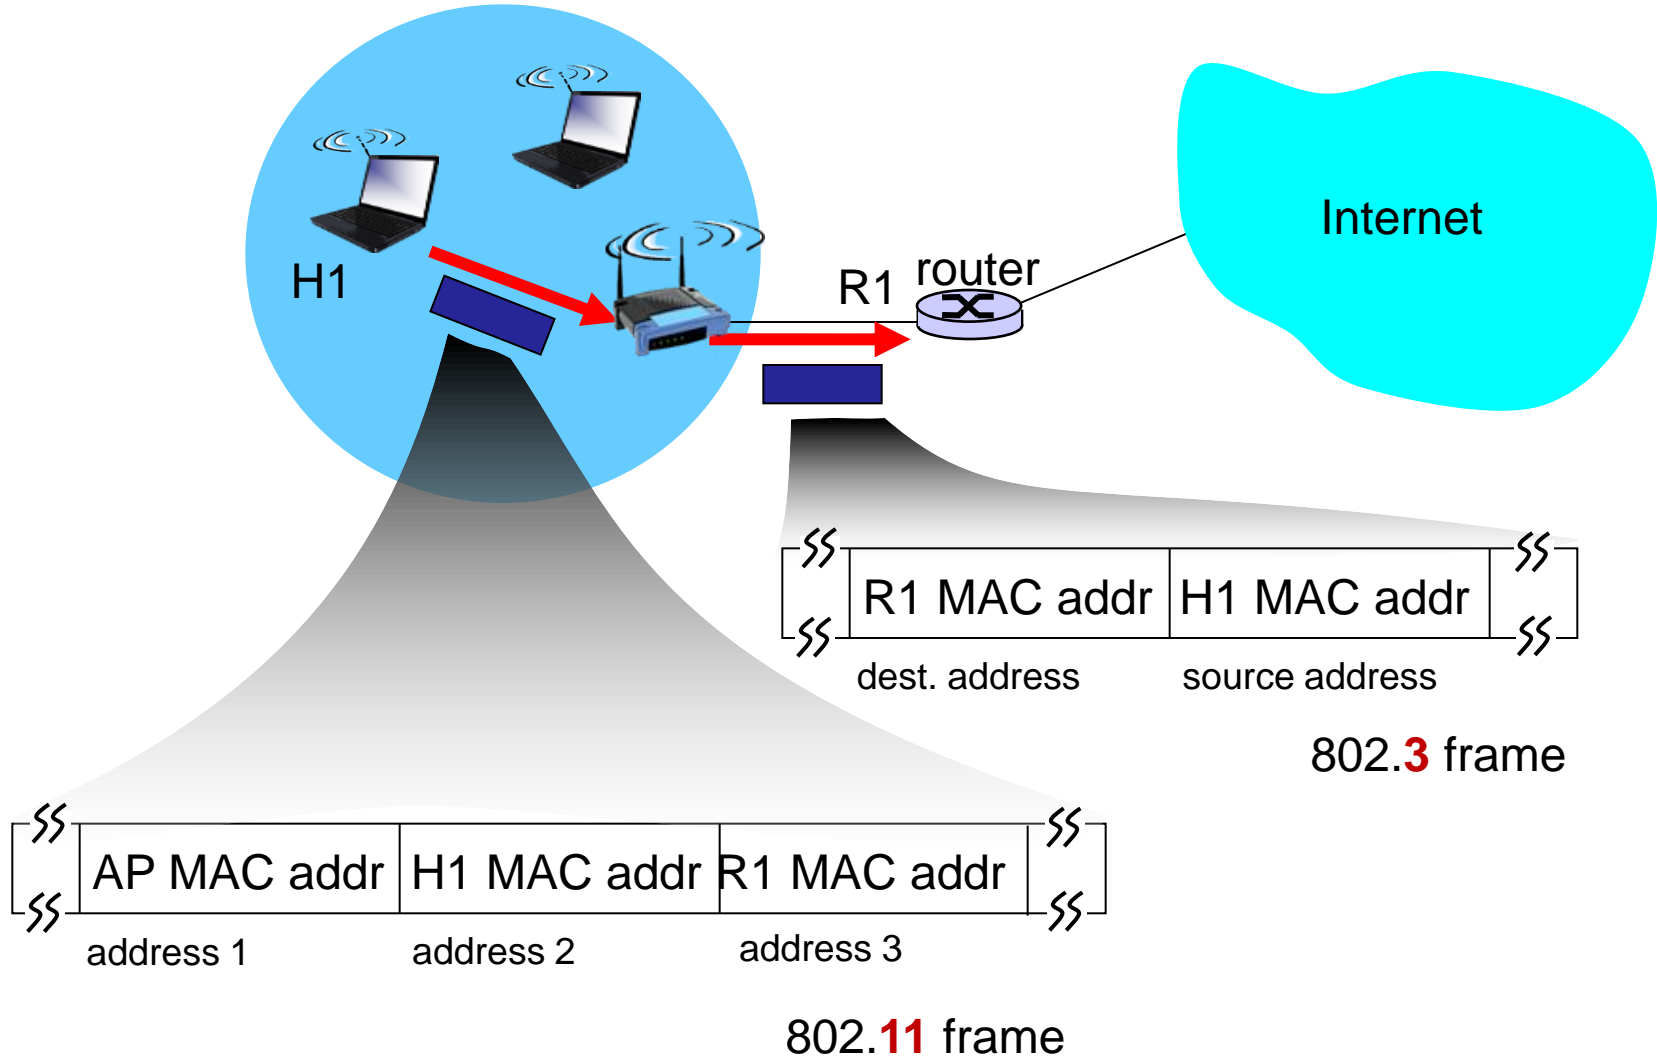 Internet
router
R1
H1
R1 MAC addr H1 MAC addr
dest. address source address
802.3 frame
AP MAC addr H1 MAC addr R1 MAC addr
address 1 address 2 address 3
802.11 frame